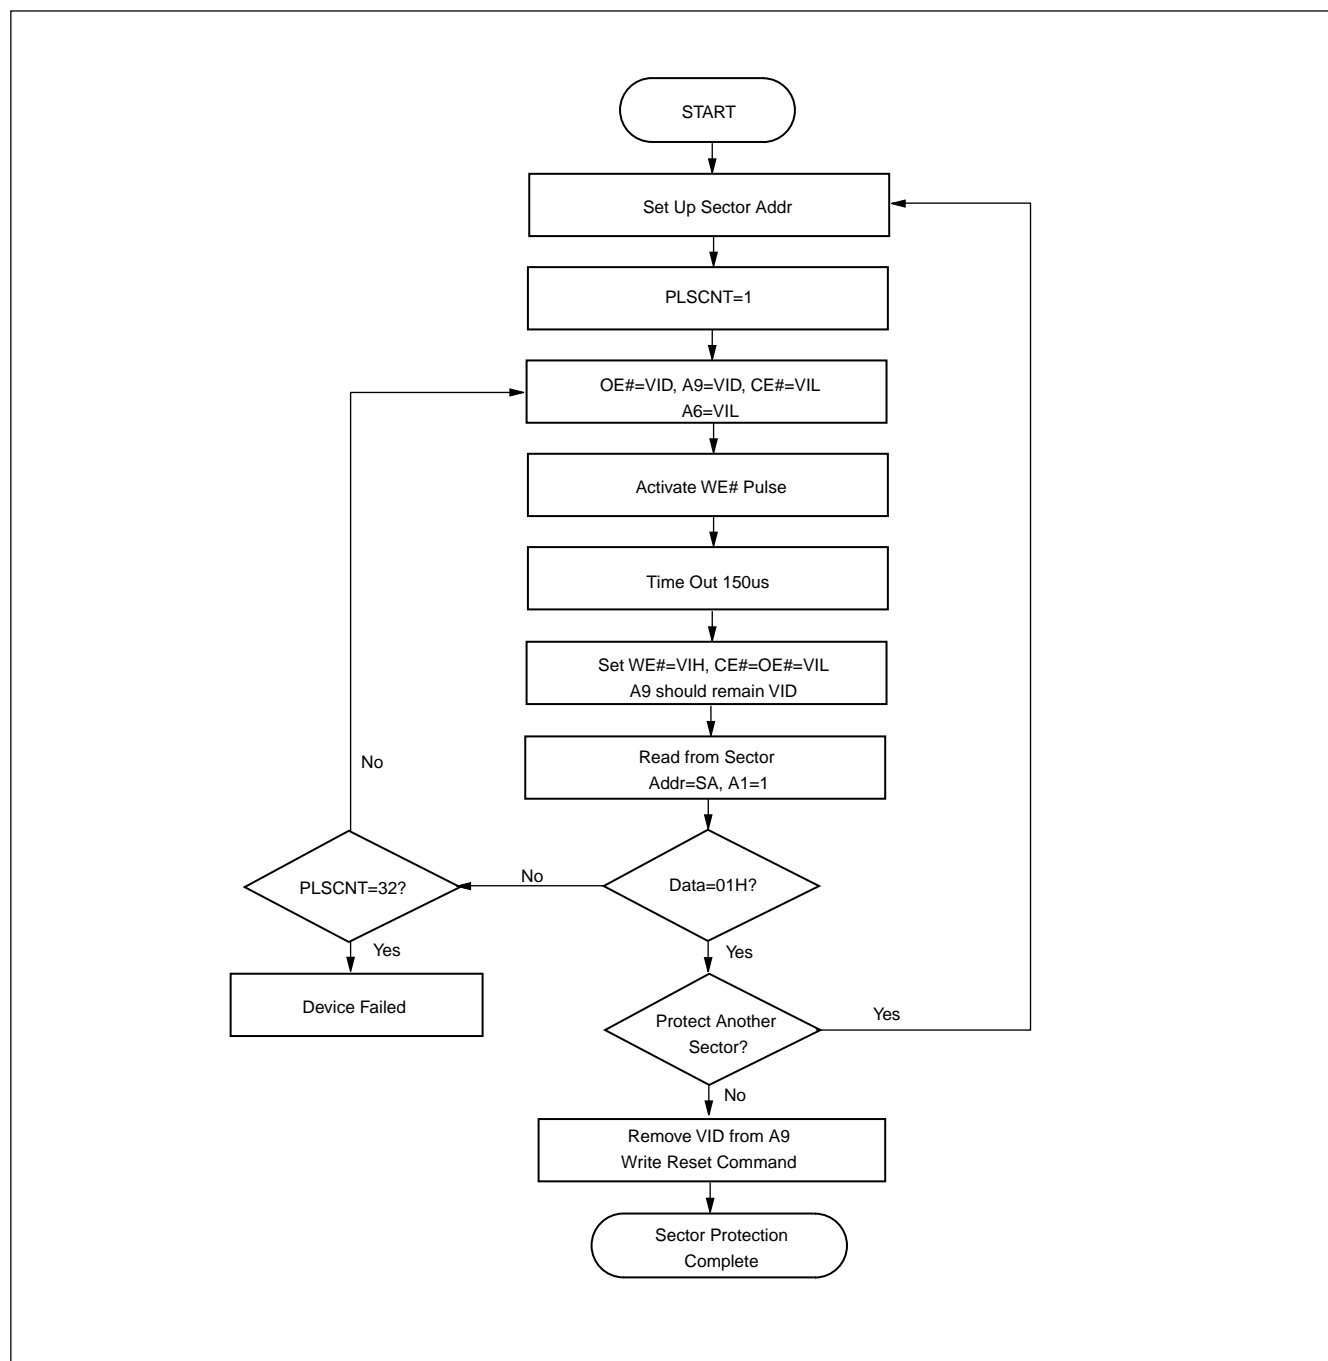 START
Set Up Sector Addr
PLSCNT=1
OE#=VID, A9=VID, CE#=VIL
A6=VIL
Activate WE# Pulse
Time Out 150us
Set WE#=VIH, CE#=OE#=VIL
A9 should remain VID
Read from Sector
Addr=SA, A1=1
No
PLSCNT=32?
No
Data=01H?
Yes
Yes
Device Failed
Protect Another
Sector?
Yes
No
Remove VID from A9
Write Reset Command
Sector Protection
Complete